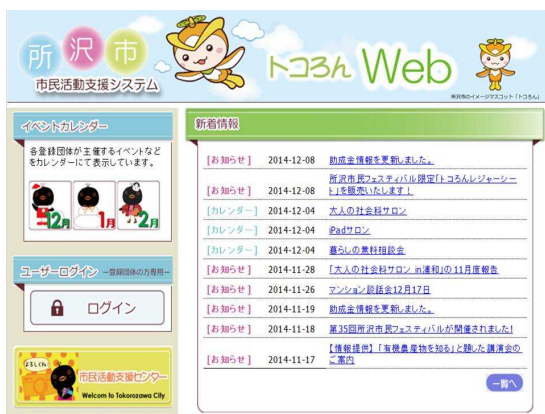 所沢市
市民活動支援システム
トコろん Web
所沢市のイメージマスコット「トコろん」
イベントカレンダー
各登録団体が主催するイベントなど
をカレンダーにて表示しています。
12月 1月 2月
ユーザーログイン －登録団体の方専用－
ログイン
市民活動支援センター
Welcom to Tokorozawa City
新着情報
[お知らせ] 2014-12-08 助成金情報を更新しました。
[お知らせ] 2014-12-08 所沢市民フェスティバル限定「トコろんレジャーシー
ト」を販売いたします！
[カレンダー] 2014-12-04 大人の社会科サロン
[カレンダー] 2014-12-04 iPadサロン
[カレンダー] 2014-12-04 暮らしの無料相談会
[お知らせ] 2014-11-28 「大人の社会科サロン in浦和」の11月度報告
[お知らせ] 2014-11-26 マンション談話会12月17日
[お知らせ] 2014-11-19 助成金情報を更新しました。
[お知らせ] 2014-11-18 第35回所沢市民フェスティバルが開催されました！
[お知らせ] 2014-11-17 【情報提供】「有機農産物を知る」と題した講演会の
ご案内
一覧へ